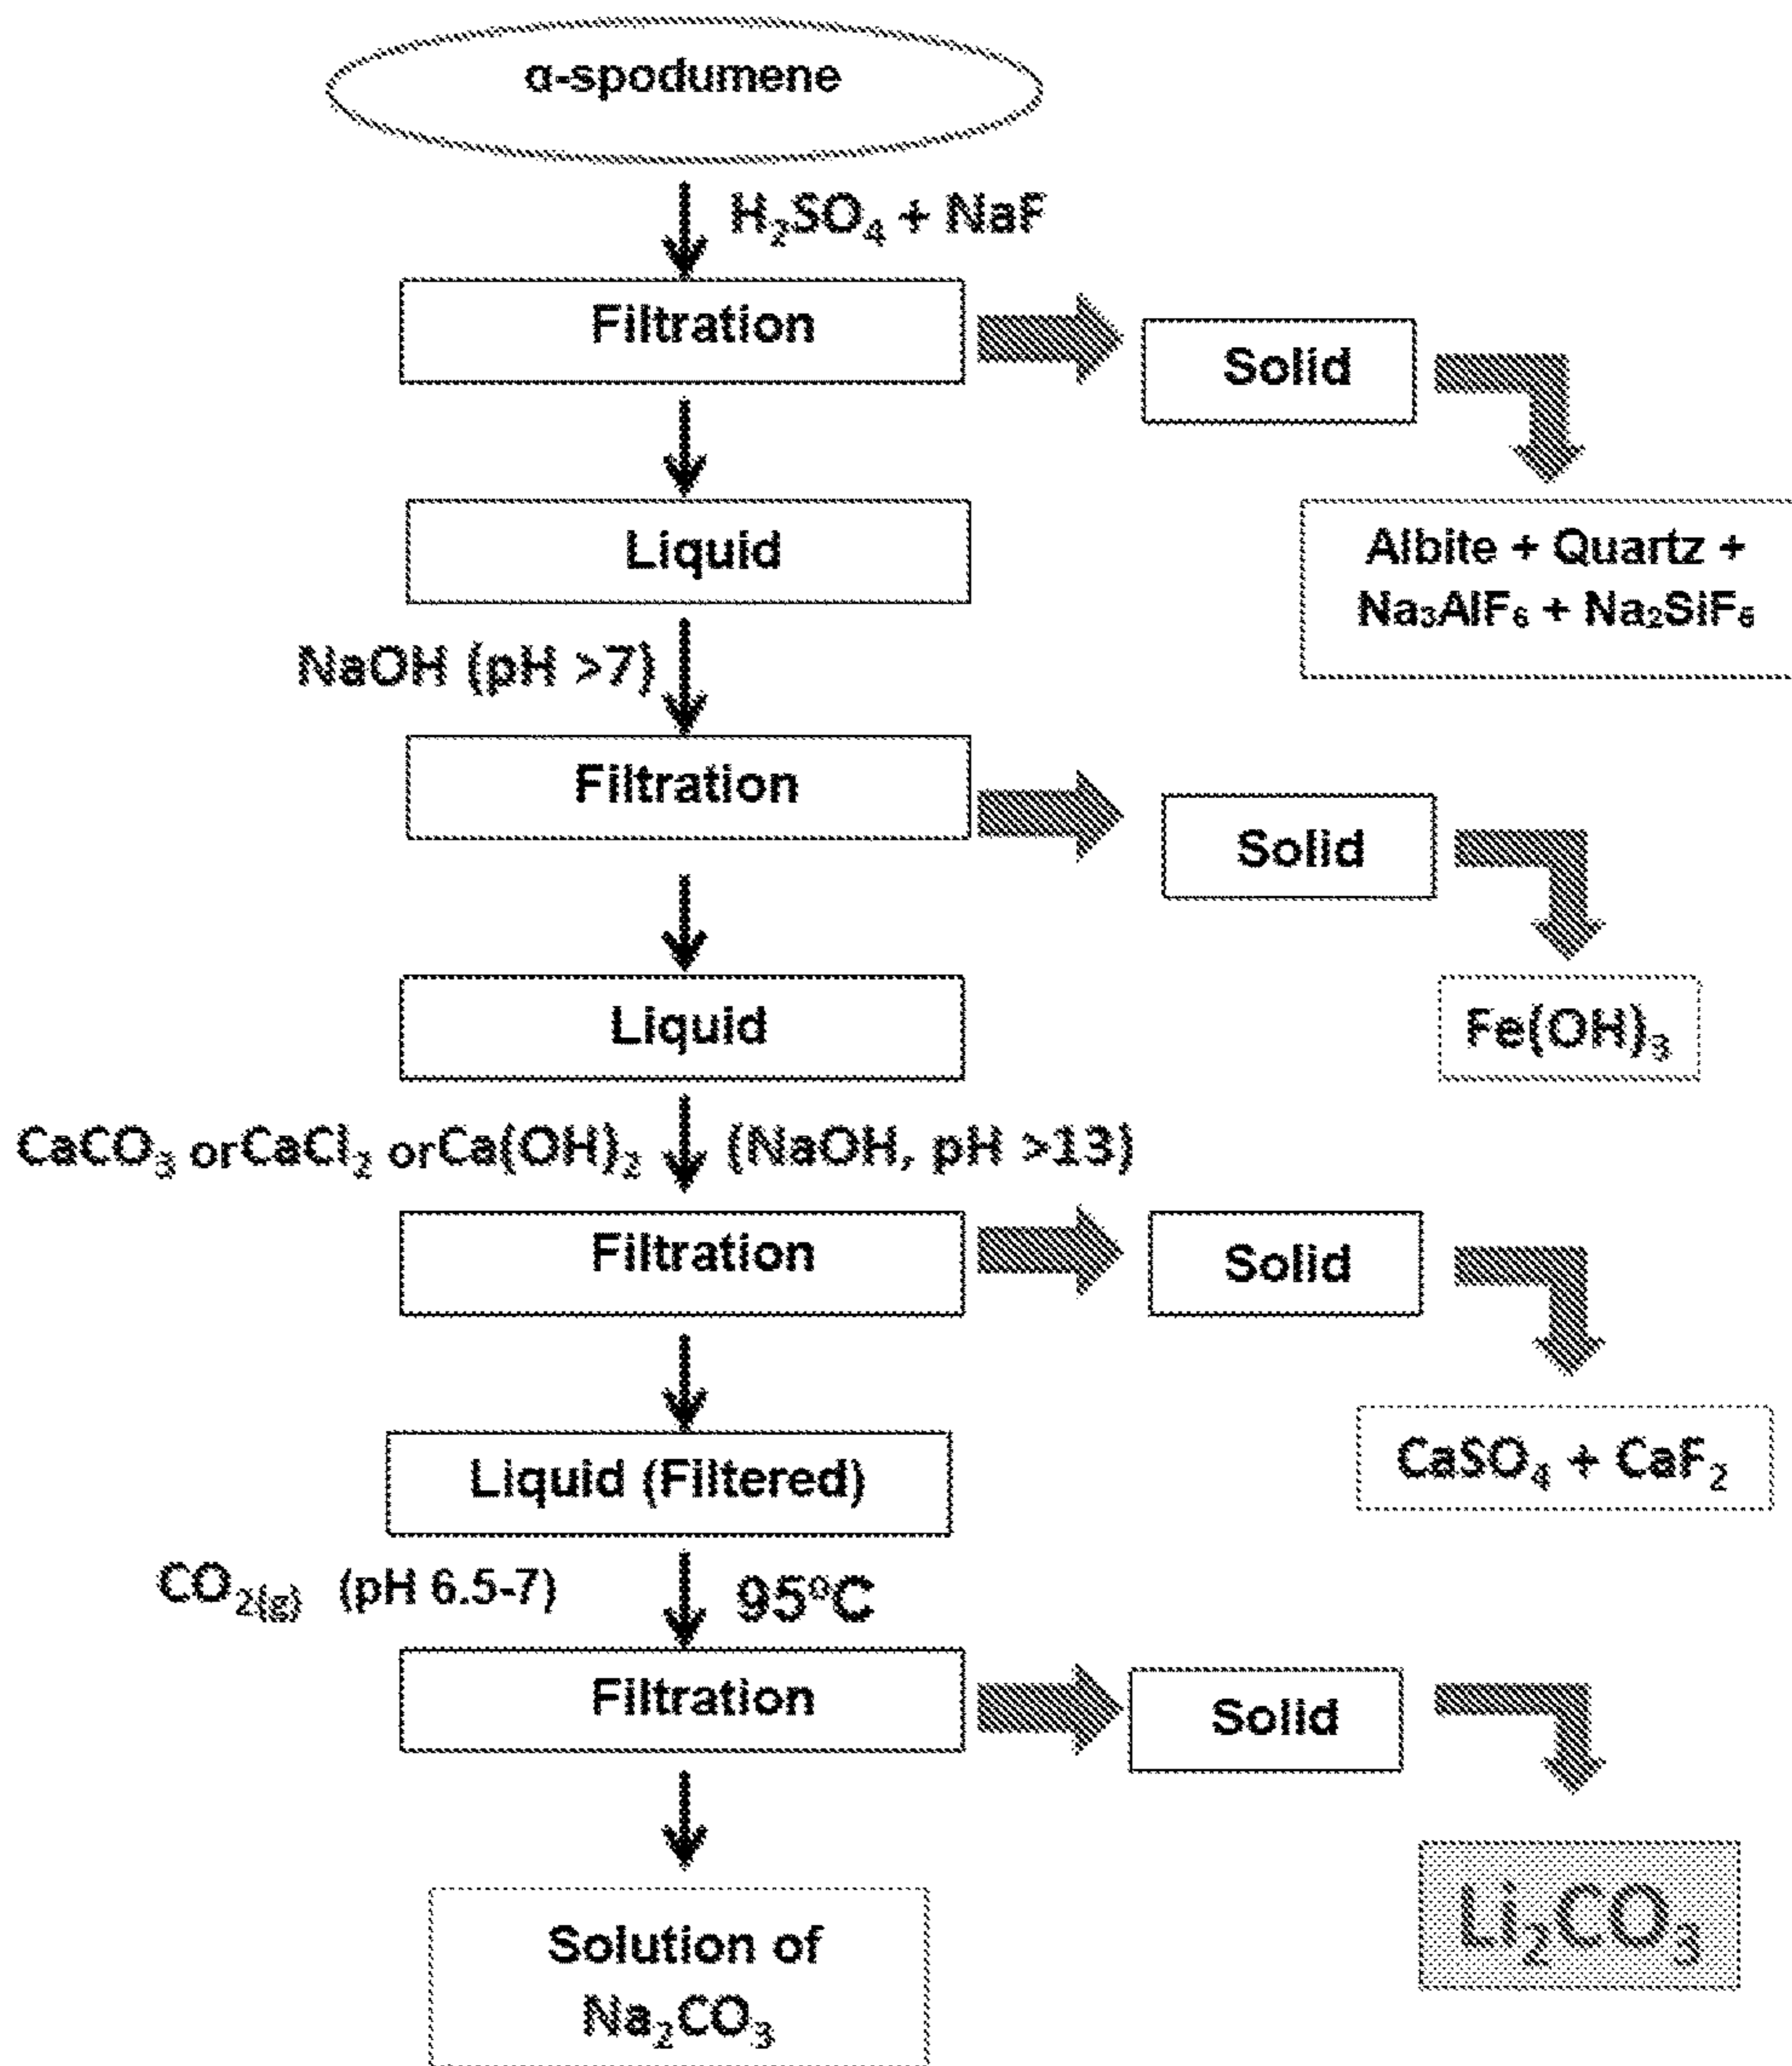 α-spodumene
H₂SO₄ + NaF
Filtration
Solid
Liquid
Albite + Quartz +
Na₃AlF₆ + Na₂SiF₆
NaOH (pH >7)
Filtration
Solid
Liquid
Fe(OH)₃
CaCO₃ orCaCl₂ orCa(OH)₂ (NaOH, pH >13)
Filtration
Solid
Liquid (Filtered)
CaSO₄ + CaF₂
CO₂(g) (pH 6.5-7) 95ºC
Filtration
Solid
Li₂CO₃
Solution of
Na₂CO₃